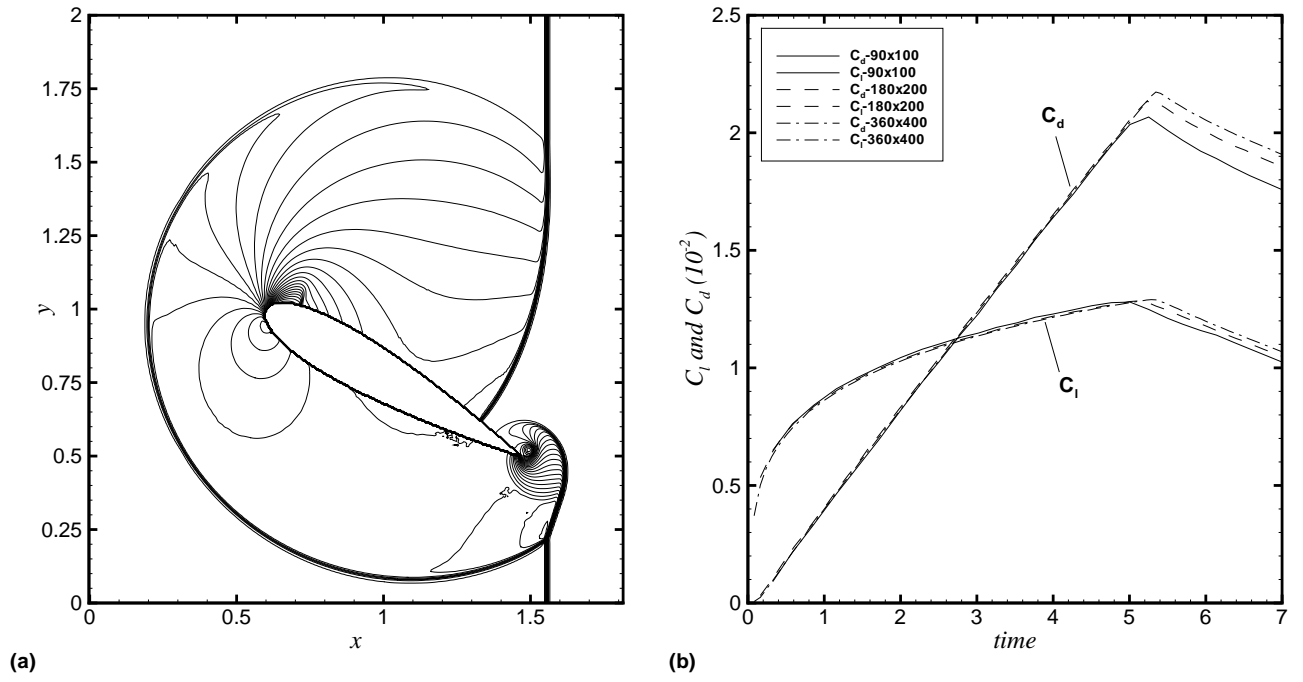 2
1.75
1.5
1.25
1
0.75
0.5
0.25
0
y
0
0.5
1
1.5
x
(a)
2.5
2
1.5
1
0.5
0
C_l and C_d (10^-2)
C_d-90x100
C_l-90x100
C_d-180x200
C_l-180x200
C_d-360x400
C_l-360x400
C_d
C_l
0
1
2
3
4
5
6
7
time
(b)